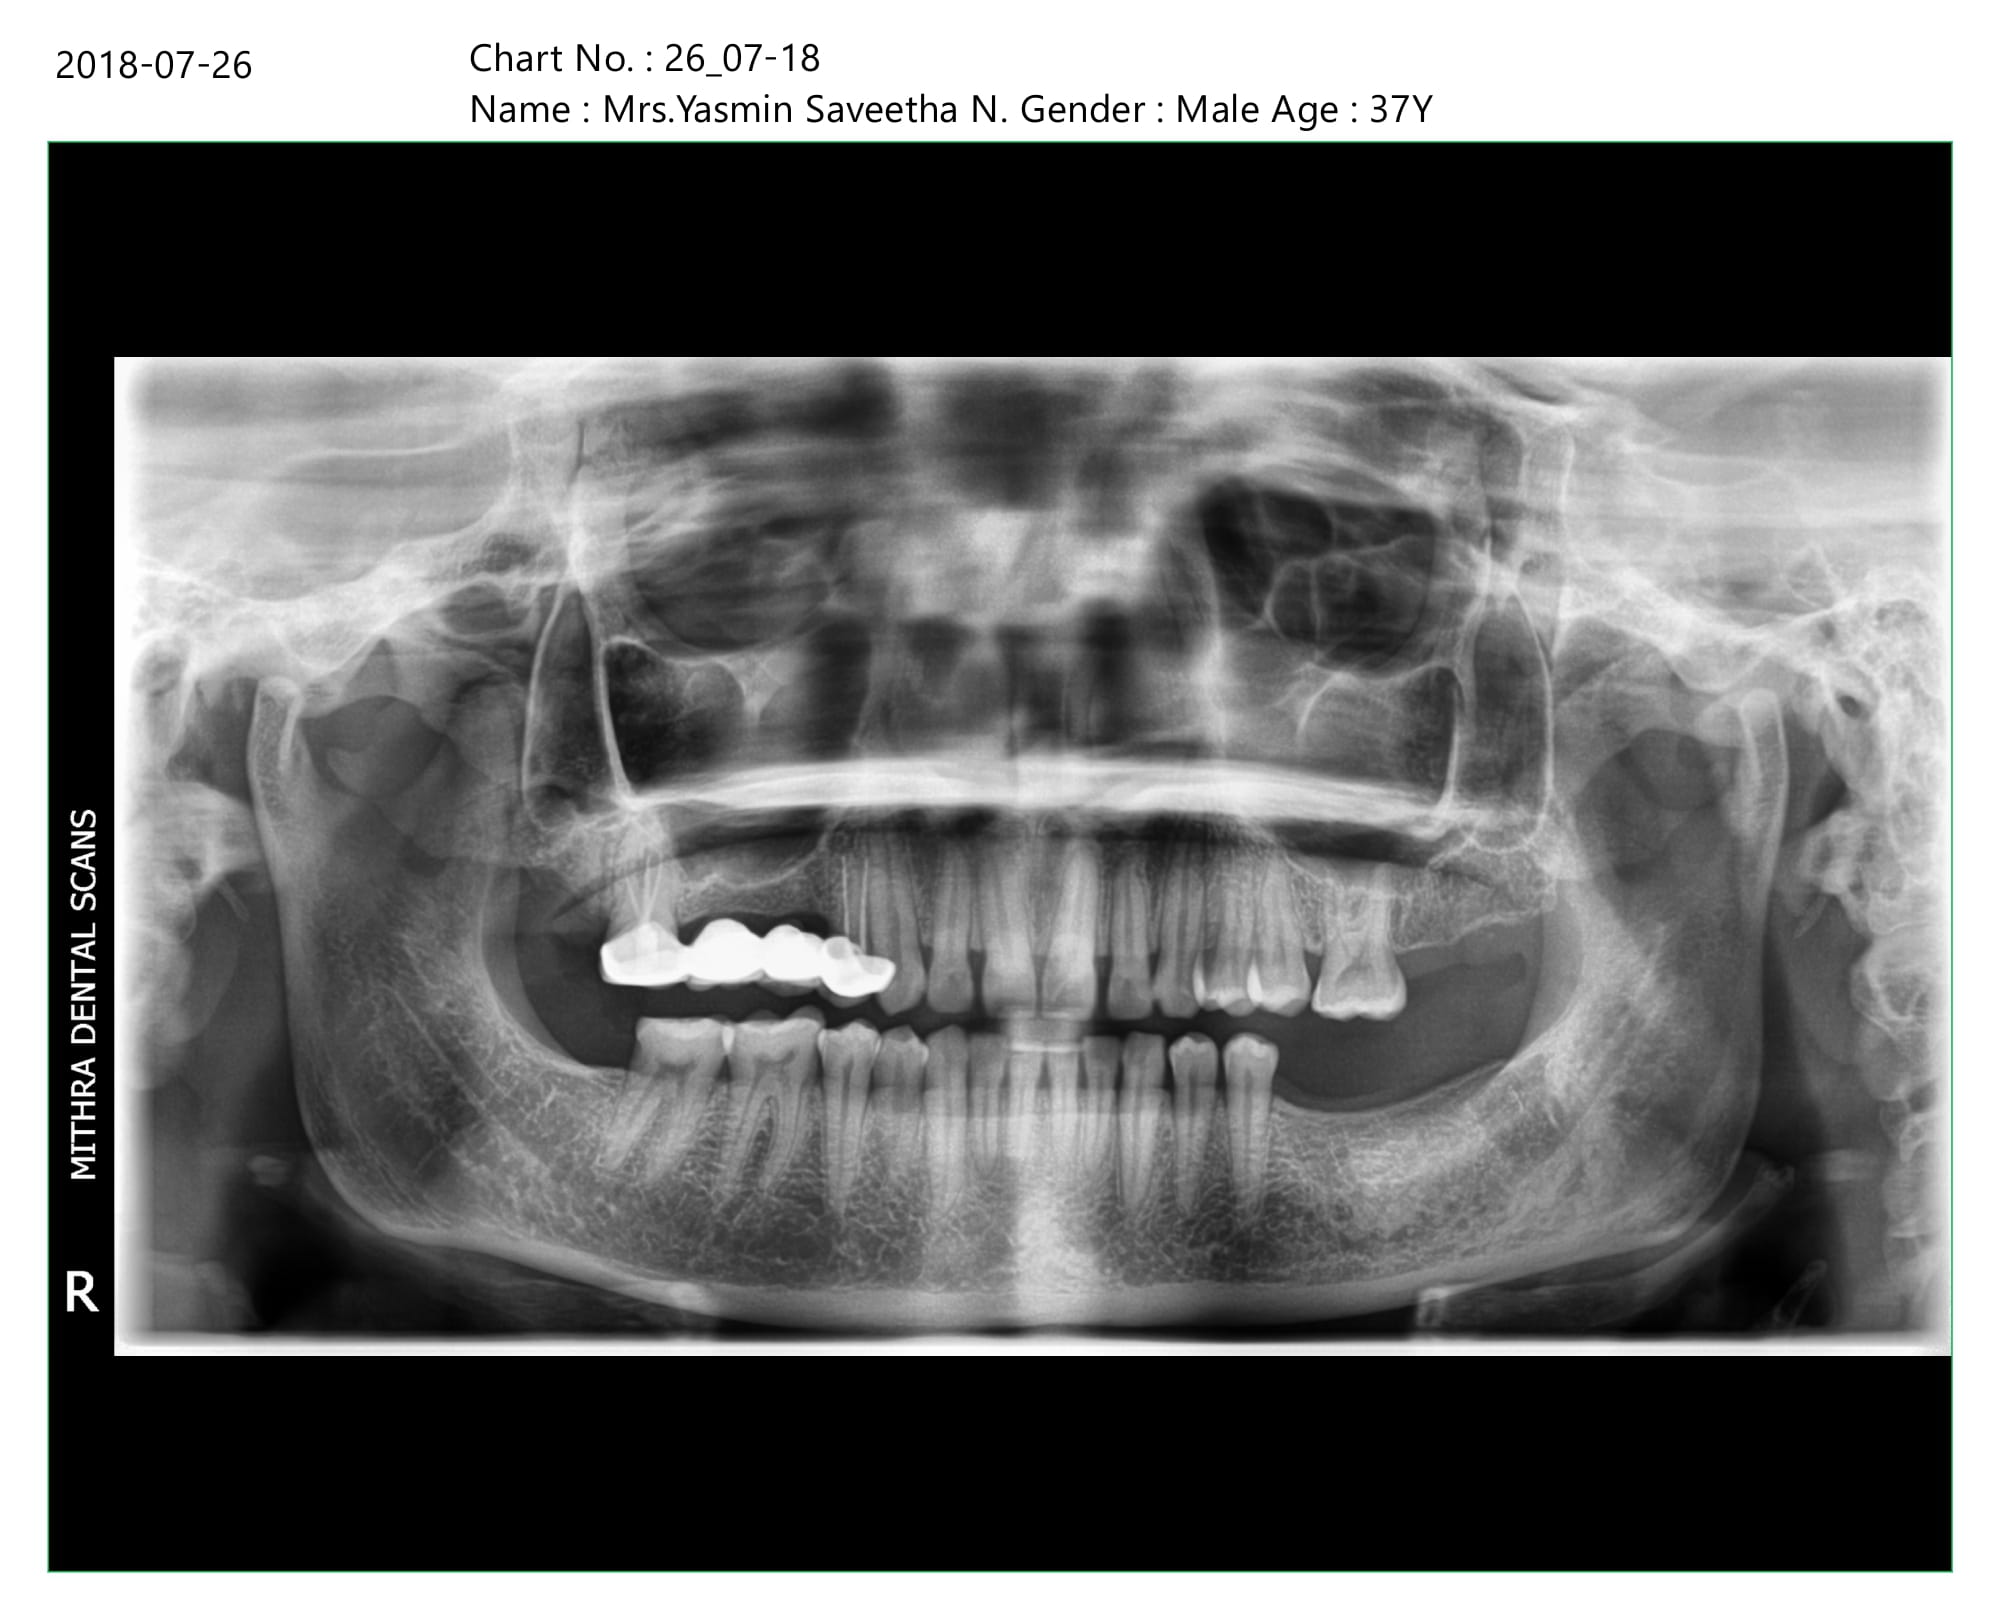 2018-07-26
Chart No. : 26_07-18
Name : Mrs.Yasmin Saveetha N. Gender : Male Age : 37Y
MITHRA DENTAL SCANS
R